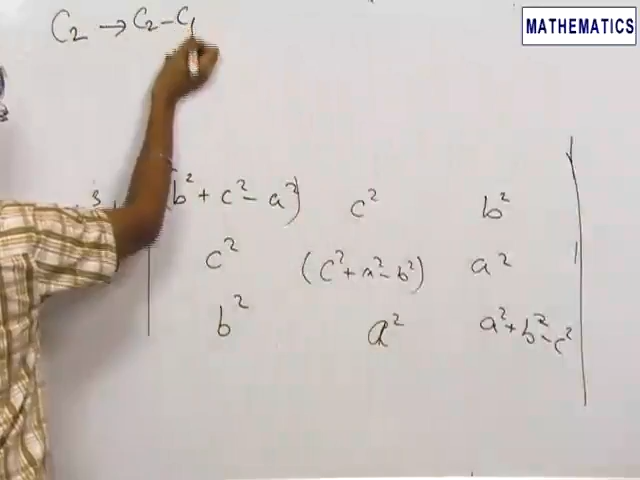 MATHEMATICS
C₂ → C₂ - C₁
3 (b² + c² - a²) c² b²
c² (c² + a² - b²) a²
b² a² a² + b² - c²